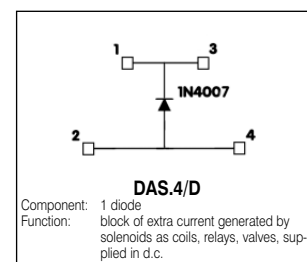 1 3
1N4007
2 4
DAS.4/D
Component: 1 diode
Function: block of extra current generated by
solenoids as coils, relays, valves, sup-
plied in d.c.